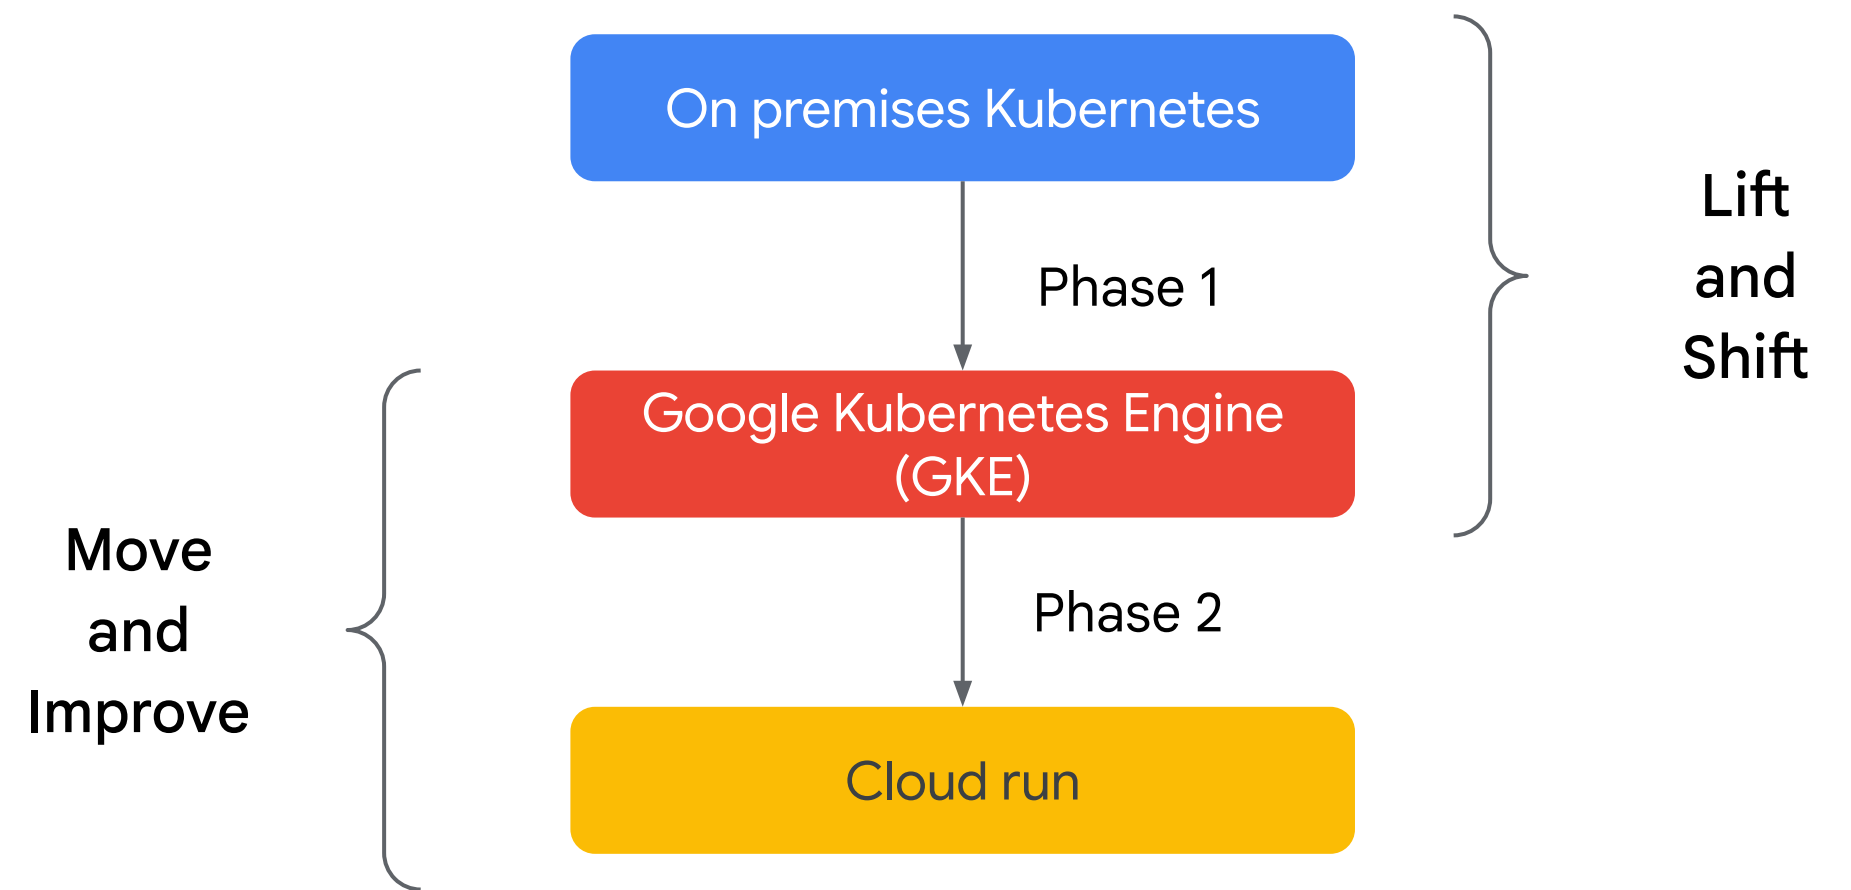 On premises Kubernetes
Lift
and
Shift
Phase 1
Google Kubernetes Engine
(GKE)
Move
and
Improve
Phase 2
Cloud run